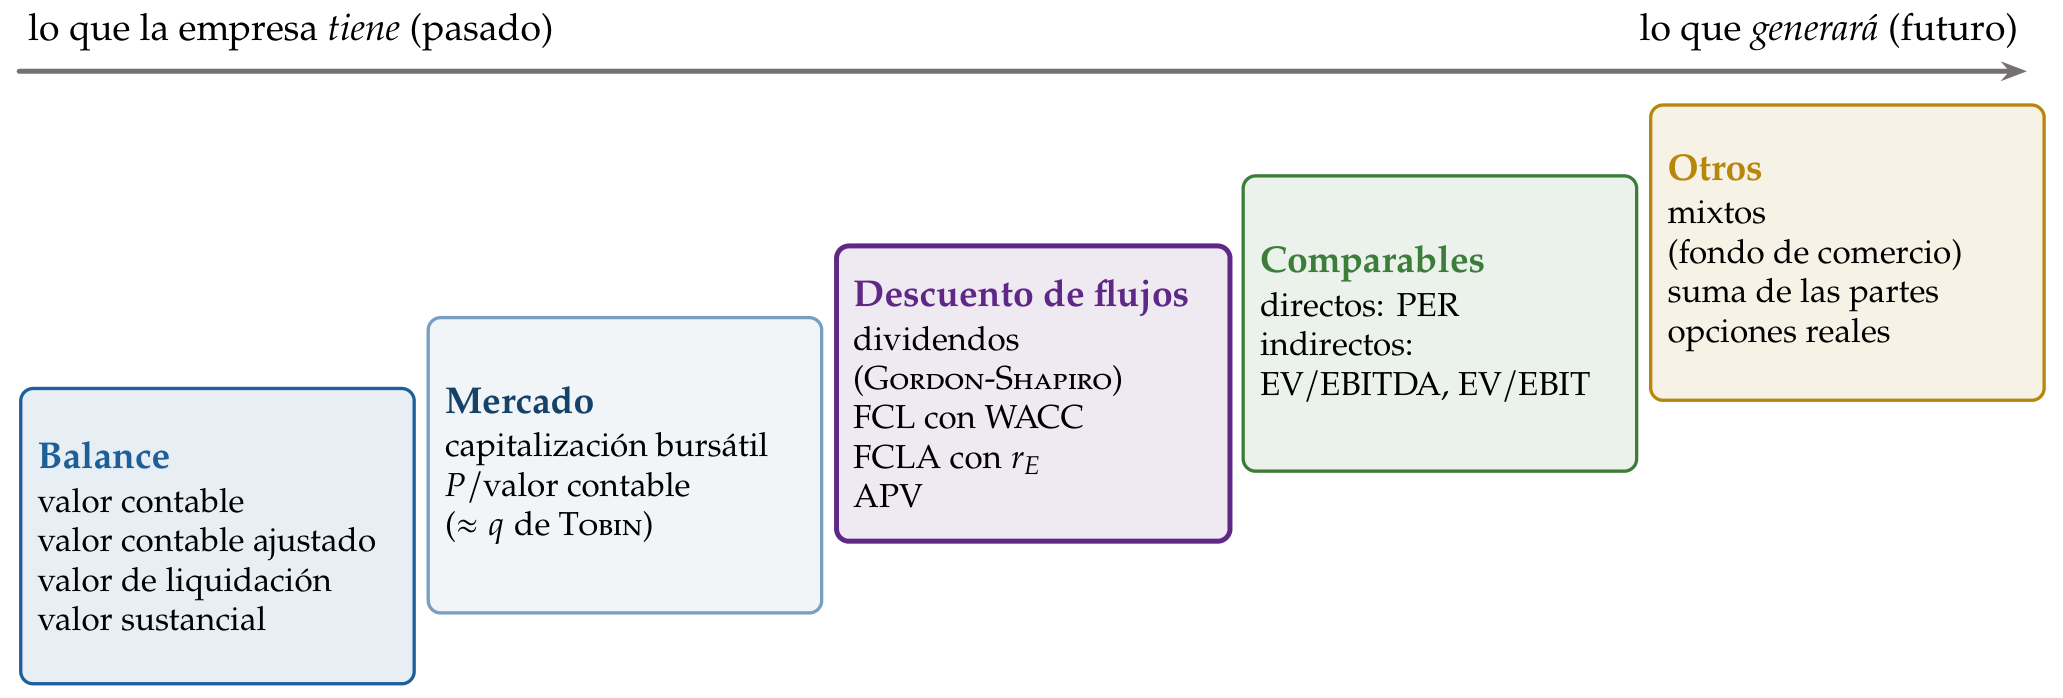 lo que la empresa tiene (pasado)
lo que generará (futuro)
Balance
valor contable
valor contable ajustado
valor de liquidación
valor sustancial
Mercado
capitalización bursátil
P/valor contable
(≈ q de Tobin)
Descuento de flujos
dividendos
(Gordon-Shapiro)
FCL con WACC
FCLA con r_E
APV
Comparables
directos: PER
indirectos:
EV/EBITDA, EV/EBIT
Otros
mixtos
(fondo de comercio)
suma de las partes
opciones reales